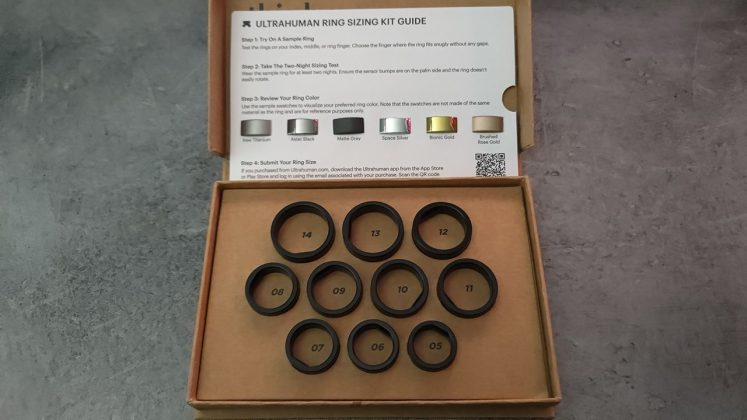 ULTRAHUMAN RING SIZING KIT GUIDE
Step 1: Try On A Sample Ring
Test the rings on your index, middle, or ring finger. Choose the finger where the ring fits snugly without any gaps.
Step 2: Take The Two-Night Sizing Test
Wear the sample ring for at least two nights. Ensure the sensor bumps are on the palm side and the ring doesn't
easily rotate.
Step 3: Review Your Ring Color
Use the sample swatches to visualize your preferred ring color. Note that the swatches are not made of the same
material as the ring and are for reference purposes only.
Raw Titanium
Aster Black
Matte Grey
Space Silver
Bionic Gold
Brushed
Rose Gold
Step 4: Submit Your Ring Size
If you purchased from Ultrahuman.com, download the Ultrahuman app from the App Store
or Play Store and log in using the email associated with your purchase. Scan the QR code
14
13
12
08
09
10
11
07
06
05